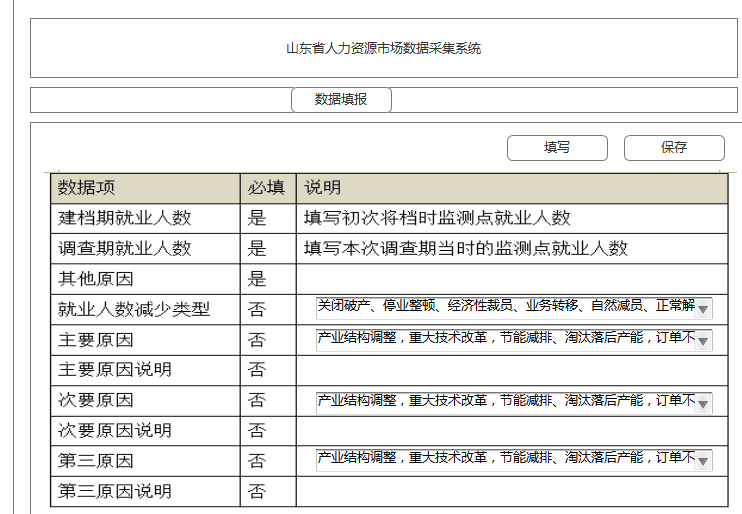 山东省人力资源市场数据采集系统
数据填报
填写 保存
数据项 必填 说明
建档期就业人数 是 填写初次将档时监测点就业人数
调查期就业人数 是 填写本次调查期当时的监测点就业人数
其他原因 是
就业人数减少类型 否 关闭破产、停业整顿、经济性裁员、业务转移、自然减员、正常解
主要原因 否 产业结构调整，重大技术改革，节能减排、淘汰落后产能，订单不
主要原因说明 否
次要原因 否 产业结构调整，重大技术改革，节能减排、淘汰落后产能，订单不
次要原因说明 否
第三原因 否 产业结构调整，重大技术改革，节能减排、淘汰落后产能，订单不
第三原因说明 否